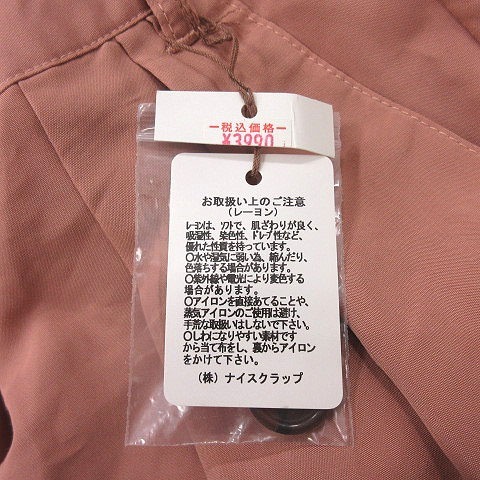 ー税込価格ー
¥3990
お取扱い上のご注意
(レーヨン)
レーヨンは、ソフトで、肌ざわりが良く、
吸湿性、染色性、ドレープ性など、
優れた性質を持っています。
〇水や湿気に弱い為、縮んだり、
色落ちする場合があります。
〇紫外線や電光により変色する
場合があります。
〇アイロンを直接あてることや、
蒸気アイロンのご使用は避け、
手荒な取扱いはしないで下さい。
〇しわになりやすい素材です
から当て布をし、裏からアイロン
をかけて下さい。
(株)ナイスクラップ